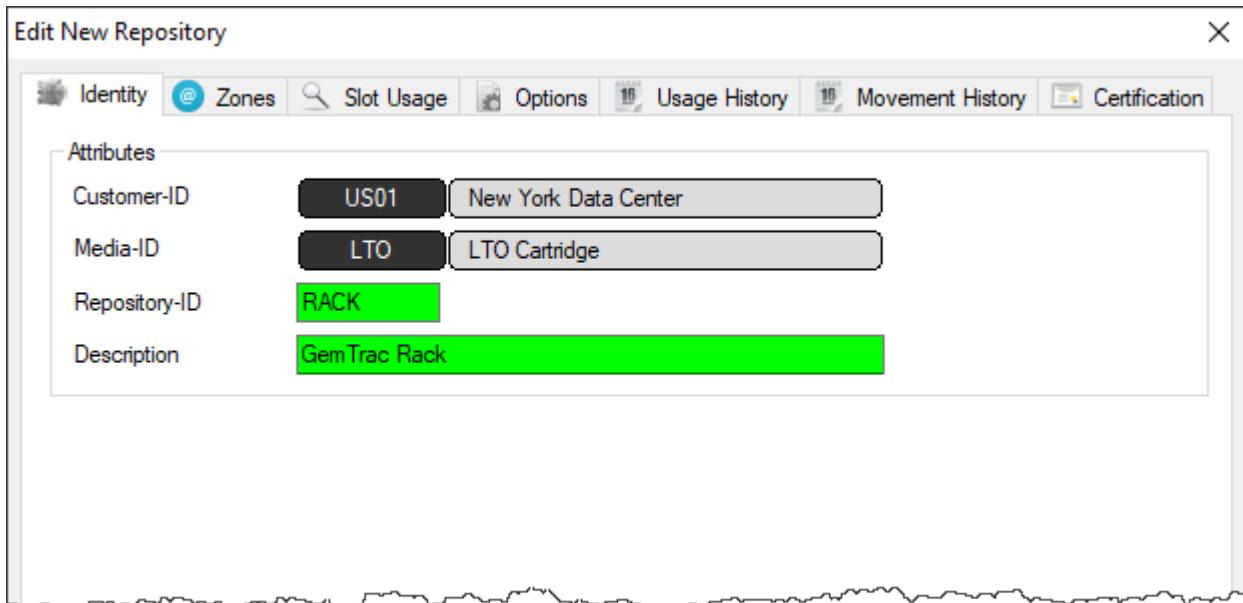 Edit New Repository
Identity Zones Slot Usage Options Usage History Movement History Certification
Attributes
Customer-ID US01 New York Data Center
Media-ID LTO LTO Cartridge
Repository-ID RACK
Description GemTrac Rack